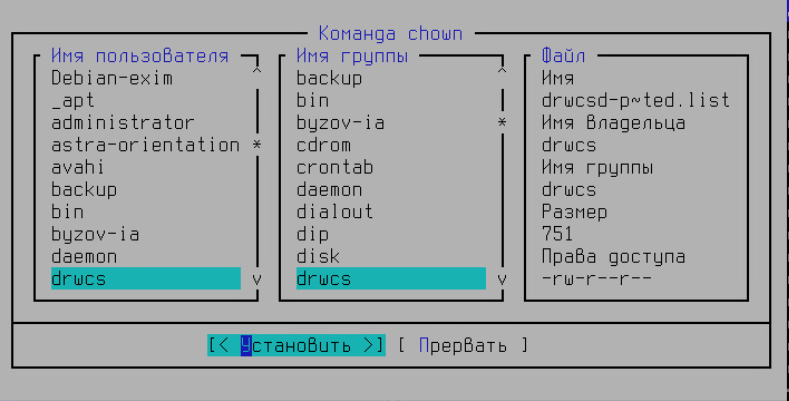 Команда chown
Имя пользователя
Debian-exim
_apt
administrator
astra-orientation *
avahi
backup
bin
byzov-ia
daemon
drwcs
Имя группы
backup
bin
byzov-ia *
cdrom
crontab
daemon
dialout
dip
disk
drwcs
Файл
Имя
drwcsd-p~ted.list
Имя владельца
drwcs
Имя группы
drwcs
Размер
751
Права доступа
-rw-r--r--
[< Установить >] [ Прервать ]